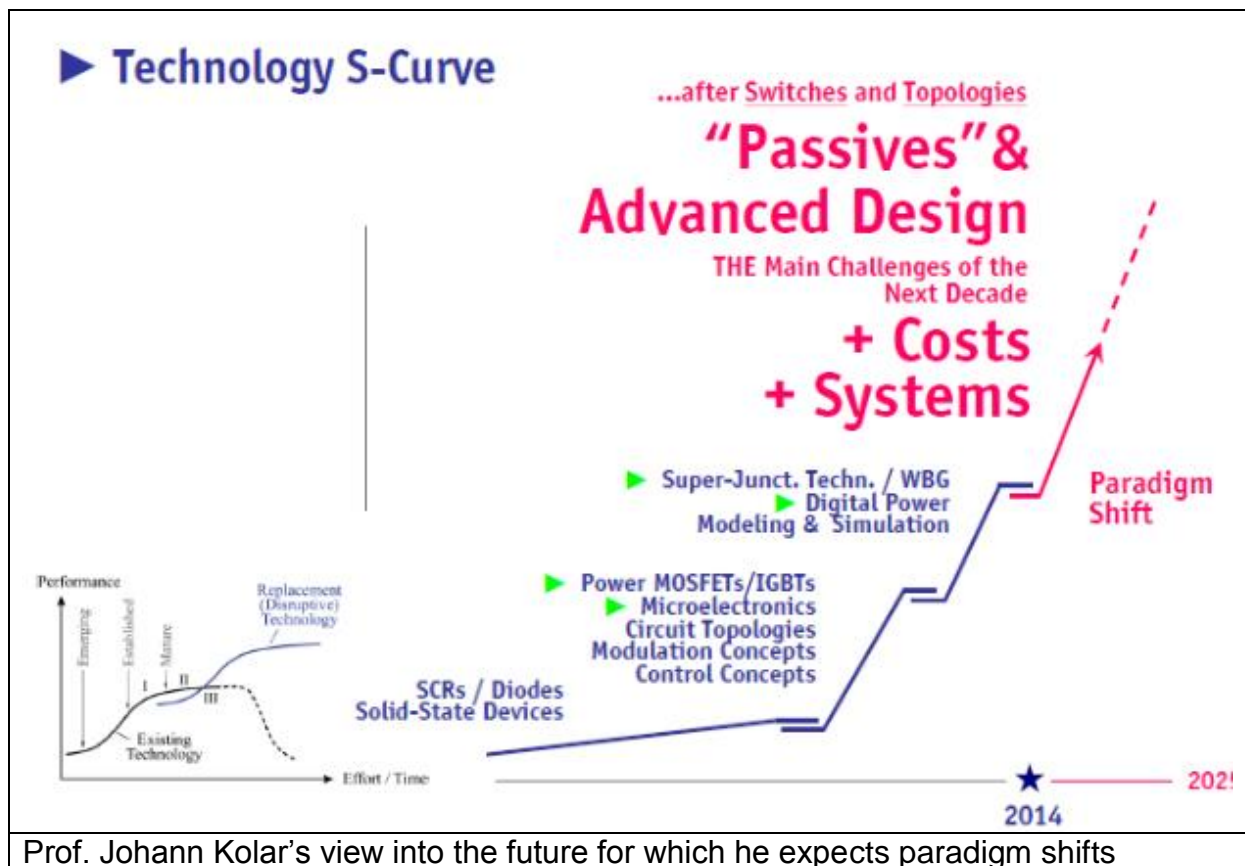 ► Technology S-Curve
...after Switches and Topologies
“Passives”&
Advanced Design
THE Main Challenges of the
Next Decade
+ Costs
+ Systems
► Super-Junct. Techn. / WBG
► Digital Power
Modeling & Simulation
Paradigm
Shift
► Power MOSFETs/IGBTs
► Microelectronics
Circuit Topologies
Modulation Concepts
Control Concepts
SCRs / Diodes
Solid-State Devices
Performance
Emerging
Established
Mature
I
II
III
Replacement
(Disruptive)
Technology
Existing
Technology
Effort / Time
2014
Prof. Johann Kolar’s view into the future for which he expects paradigm shifts